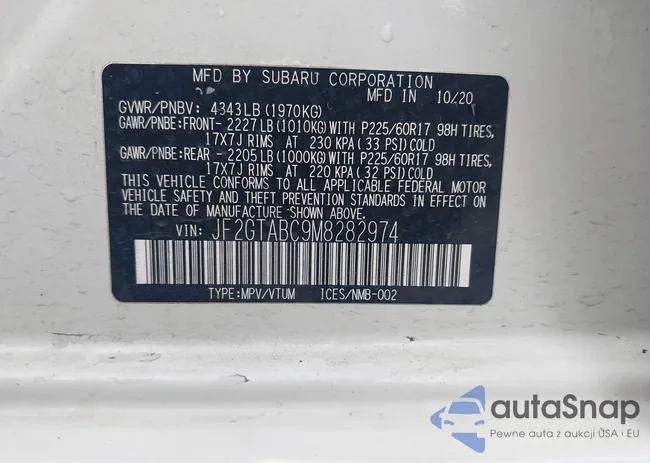 MFD BY SUBARU CORPORATION
MFD IN 10/20
GVWR/PNBV: 4343LB (1970KG)
GAWR/PNBE:FRONT- 2227LB (1010KG)WITH P225/60R17 98H TIRES,
17X7J RIMS AT 230 KPA( 33 PSI)COLD
GAWR/PNBE:REAR - 2205LB (1000KG)WITH P225/60R17 98H TIRES,
17X7J RIMS AT 220 KPA( 32 PSI)COLD
THIS VEHICLE CONFORMS TO ALL APPLICABLE FEDERAL MOTOR
VEHICLE SAFETY AND THEFT PREVENTION STANDARDS IN EFFECT ON
THE DATE OF MANUFACTURE SHOWN ABOVE.
VIN: JF2GTABC9M8282974
TYPE:MPV/VTUM ICES/NMB-002
autaSnap
Pewne auta z aukcji USA i EU